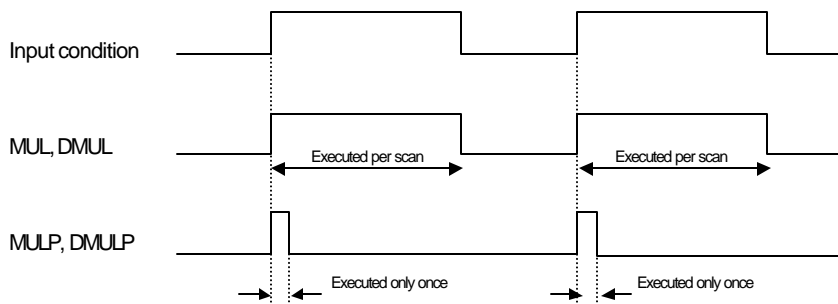 Input condition
MUL, DMUL
Executed per scan
Executed per scan
MULP, DMULP
Executed only once
Executed only once